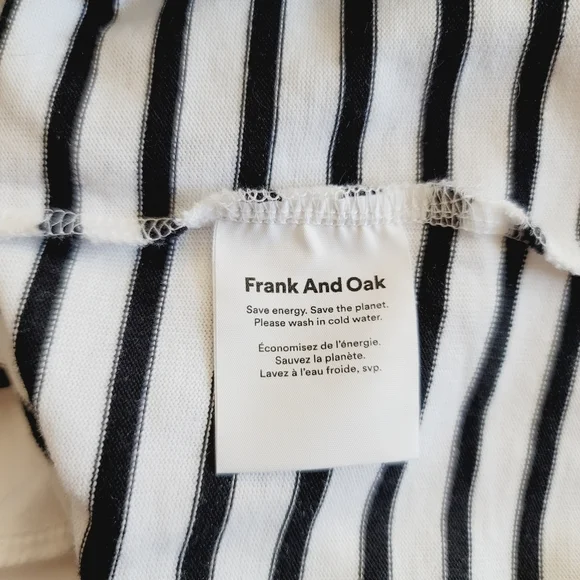 Frank And Oak
Save energy. Save the planet.
Please wash in cold water.
Économisez de l'énergie.
Sauvez la planète.
Lavez à l'eau froide, svp.